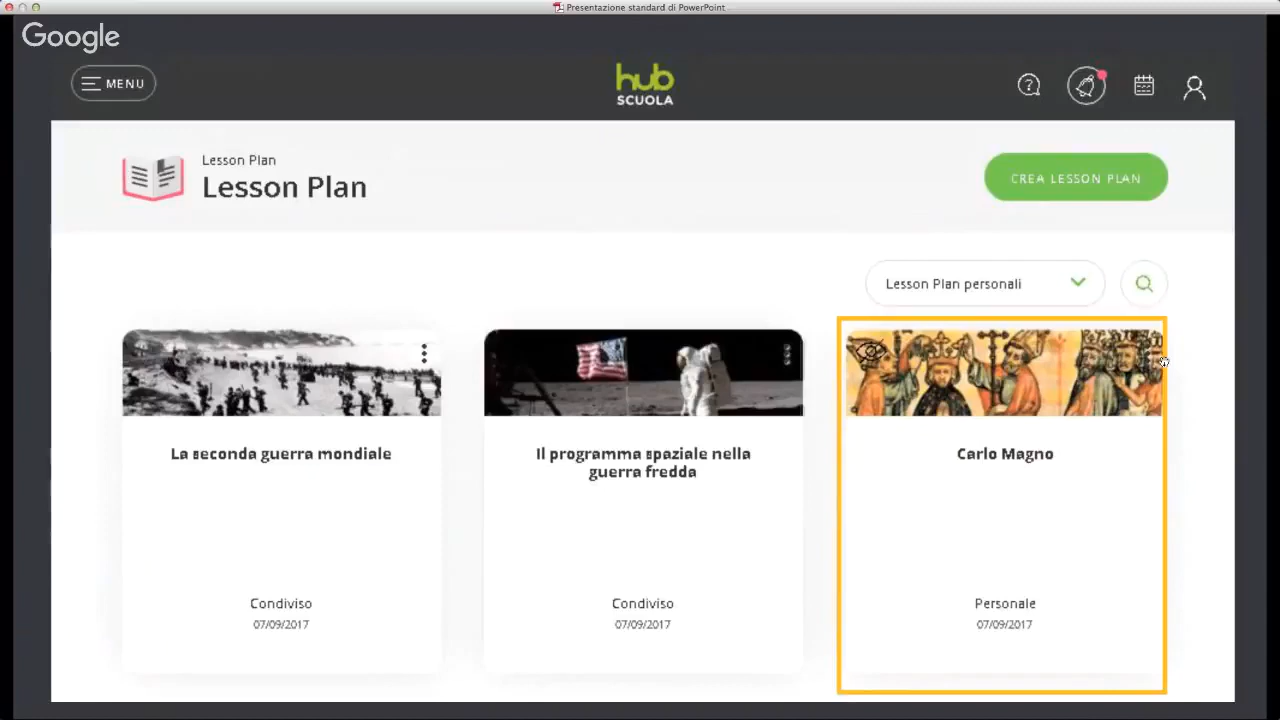 Presentazione standard di PowerPoint
Google
MENU
hub
SCUOLA
Lesson Plan
Lesson Plan
CREA LESSON PLAN
Lesson Plan personali
La seconda guerra mondiale
Il programma spaziale nella
guerra fredda
Carlo Magno
Condiviso
07/09/2017
Condiviso
07/09/2017
Personale
07/09/2017